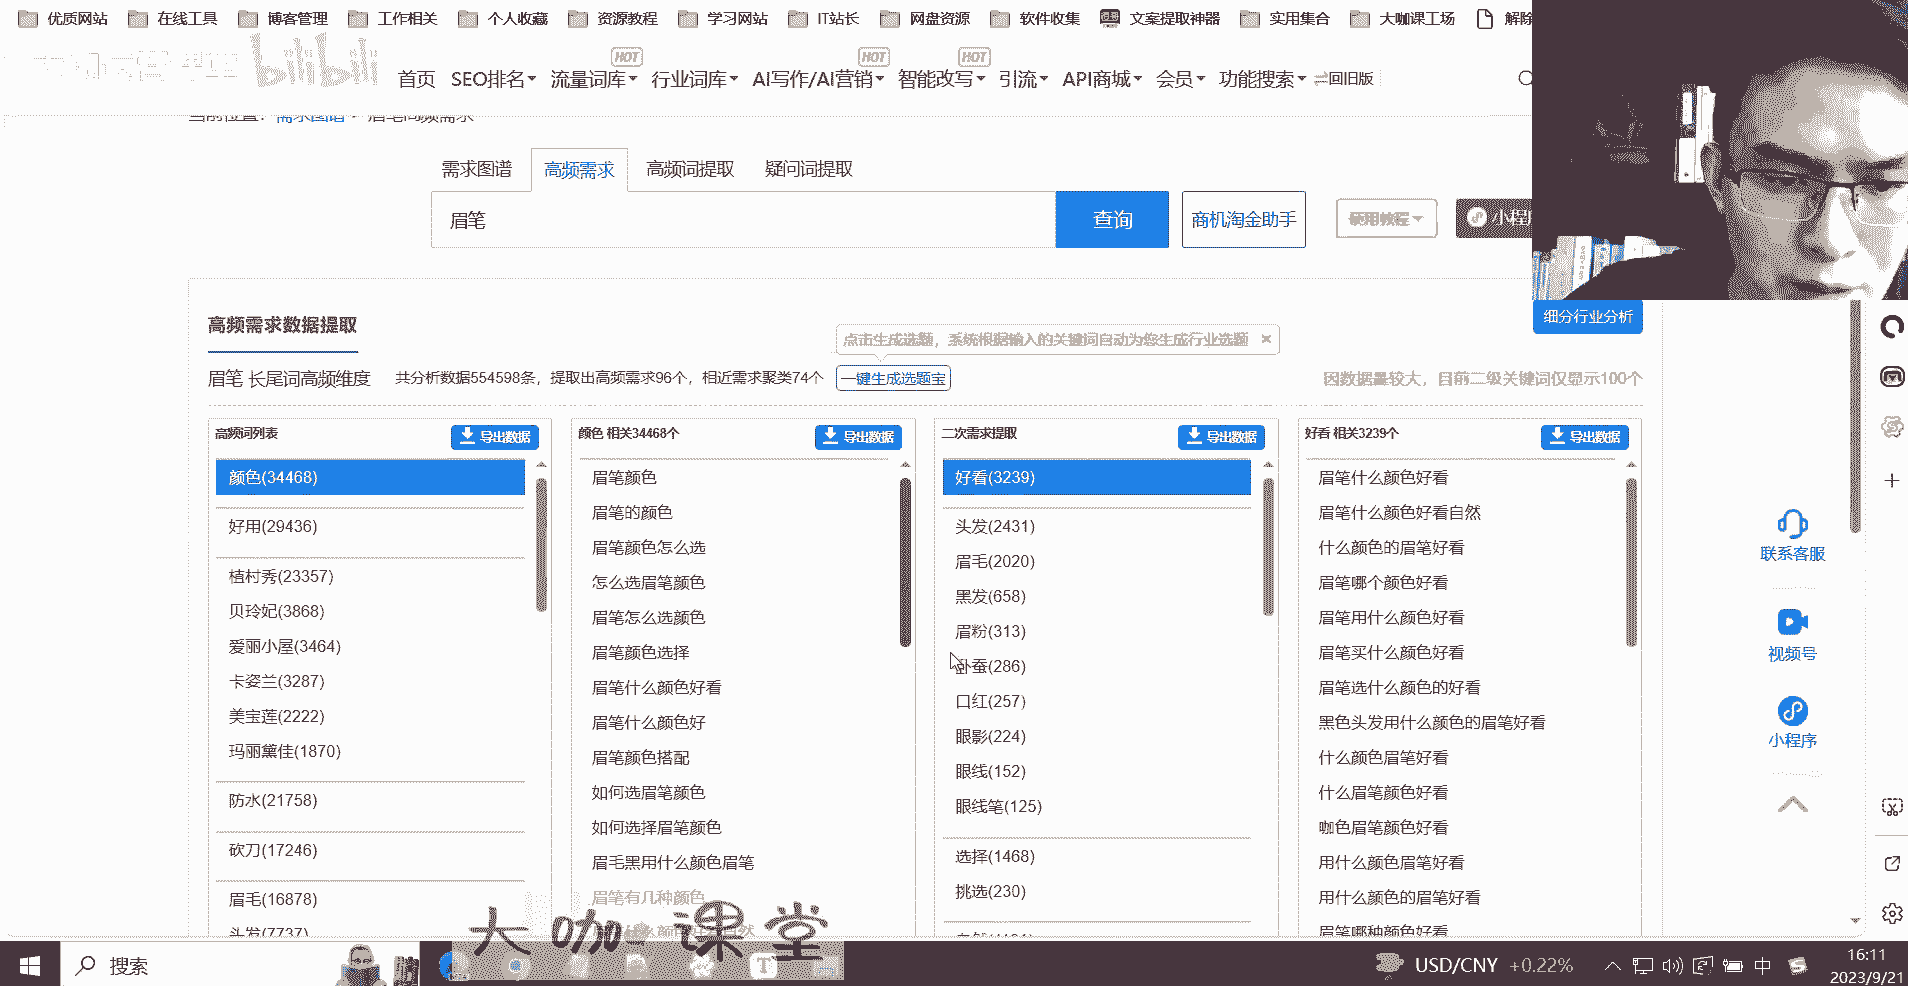 优质网站 在线工具 博客管理 工作相关 个人收藏 资源教程 学习网站 IT站长 网盘资源 软件收集 文案提取神器 实用集合 大咖课工场 解除
bilibili
首页 SEO排名 流量词库 行业词库 AI写作/AI营销 智能改写 引流 API商城 会员 功能搜索 回旧版
HOT HOT HOT
当前位置: 需求图谱 眉笔高频需求
需求图谱 高频需求 高频词提取 疑问词提取
眉笔 查询 商机淘金助手 使用教程 小程
高频需求数据提取
点击生成选题，系统根据输入的关键词自动为您生成行业选题 ×
细分行业分析
眉笔 长尾词高频维度 共分析数据554598条，提取出高频需求96个，相近需求聚类74个 一键生成选题宝 因数据量较大，目前二级关键词仅显示100个
高频词列表 导出数据
颜色(34468)
好用(29436)
植村秀(23357)
贝玲妃(3868)
爱丽小屋(3464)
卡姿兰(3287)
美宝莲(2222)
玛丽黛佳(1870)
防水(21758)
砍刀(17246)
眉毛(16878)
头发(7737)
颜色 相关34468个 导出数据
眉笔颜色
眉笔的颜色
眉笔颜色怎么选
怎么选眉笔颜色
眉笔怎么选颜色
眉笔颜色选择
眉笔什么颜色好看
眉笔什么颜色好
眉笔颜色搭配
如何选眉笔颜色
如何选择眉笔颜色
眉毛黑用什么颜色眉笔
眉笔有几种颜色
二次需求提取 导出数据
好看(3239)
头发(2431)
眉毛(2020)
黑发(658)
眉粉(313)
卧蚕(286)
口红(257)
眼影(224)
眼线(152)
眼线笔(125)
选择(1468)
挑选(230)
好看 相关3239个 导出数据
眉笔什么颜色好看
眉笔什么颜色好看自然
什么颜色的眉笔好看
眉笔哪个颜色好看
眉笔用什么颜色好看
眉笔买什么颜色好看
眉笔选什么颜色的好看
黑色头发用什么颜色的眉笔好看
什么颜色眉笔好看
什么眉笔颜色好看
咖色眉笔颜色好看
用什么颜色眉笔好看
用什么颜色的眉笔好看
眉笔哪种颜色好看
联系客服
视频号
小程序
大咖课堂
搜索
USD/CNY +0.22%
中
16:11
2023/9/21